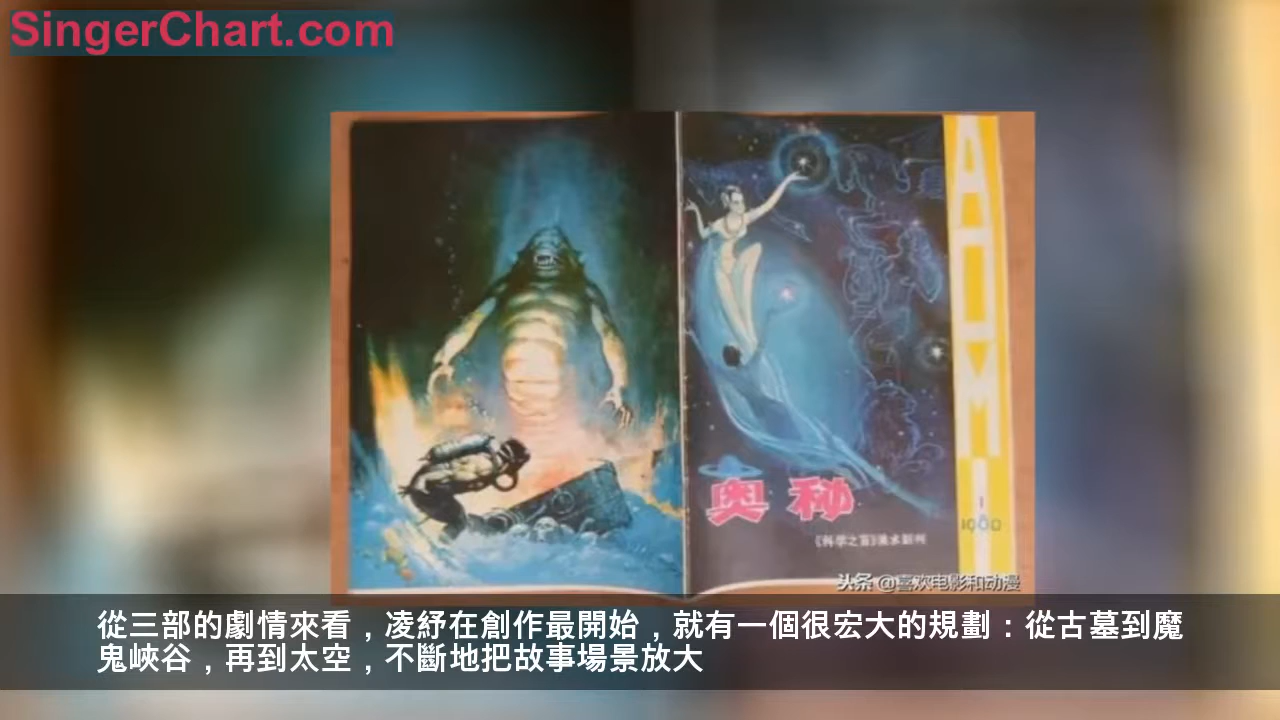 SingerChart.com
AOMI
奥秘
1
1980
《科学之窗》美术副刊
头条 @喜欢电影和动漫
從三部的劇情來看，凌紓在創作最開始，就有一個很宏大的規劃：從古墓到魔
鬼峽谷，再到太空，不斷地把故事場景放大